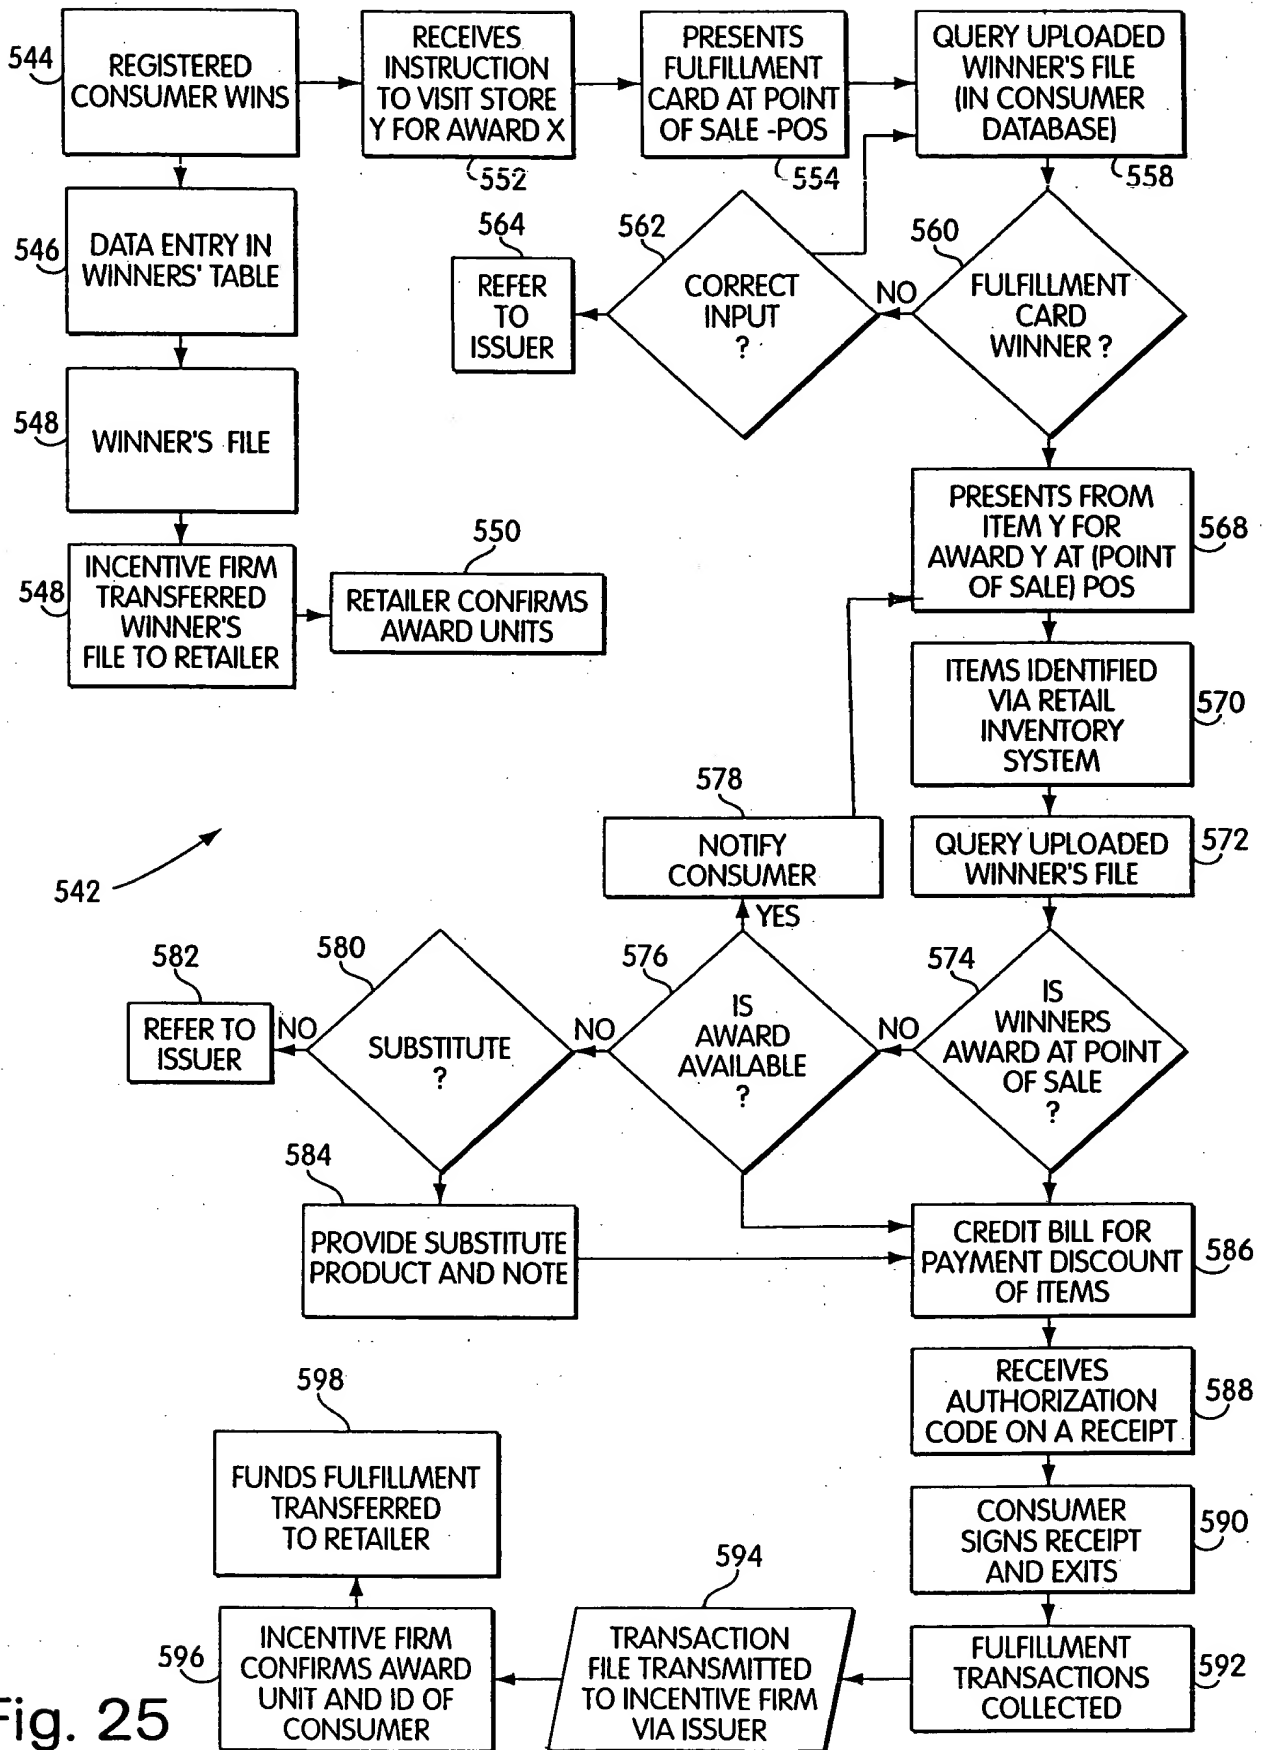 544
REGISTERED
CONSUMER WINS
RECEIVES
INSTRUCTION
TO VISIT STORE
Y FOR AWARD X
552
PRESENTS
FULFILLMENT
CARD AT POINT
OF SALE -POS
554
QUERY UPLOADED
WINNER'S FILE
(IN CONSUMER
DATABASE)
558
546
DATA ENTRY IN
WINNERS' TABLE
564
REFER
TO
ISSUER
562
CORRECT
INPUT
?
NO
560
FULFILLMENT
CARD
WINNER ?
548
WINNER'S FILE
548
INCENTIVE FIRM
TRANSFERRED
WINNER'S
FILE TO RETAILER
550
RETAILER CONFIRMS
AWARD UNITS
PRESENTS FROM
ITEM Y FOR
AWARD Y AT (POINT
OF SALE) POS
568
ITEMS IDENTIFIED
VIA RETAIL
INVENTORY
SYSTEM
570
578
NOTIFY
CONSUMER
YES
QUERY UPLOADED
WINNER'S FILE
572
542
582
REFER TO
ISSUER
NO
580
SUBSTITUTE
?
NO
576
IS
AWARD
AVAILABLE
?
NO
574
IS
WINNERS
AWARD AT POINT
OF SALE
?
584
PROVIDE SUBSTITUTE
PRODUCT AND NOTE
CREDIT BILL FOR
PAYMENT DISCOUNT
OF ITEMS
586
RECEIVES
AUTHORIZATION
CODE ON A RECEIPT
588
598
FUNDS FULFILLMENT
TRANSFERRED
TO RETAILER
CONSUMER
SIGNS RECEIPT
AND EXITS
590
596
INCENTIVE FIRM
CONFIRMS AWARD
UNIT AND ID OF
CONSUMER
594
TRANSACTION
FILE TRANSMITTED
TO INCENTIVE FIRM
VIA ISSUER
FULFILLMENT
TRANSACTIONS
COLLECTED
592
Fig. 25